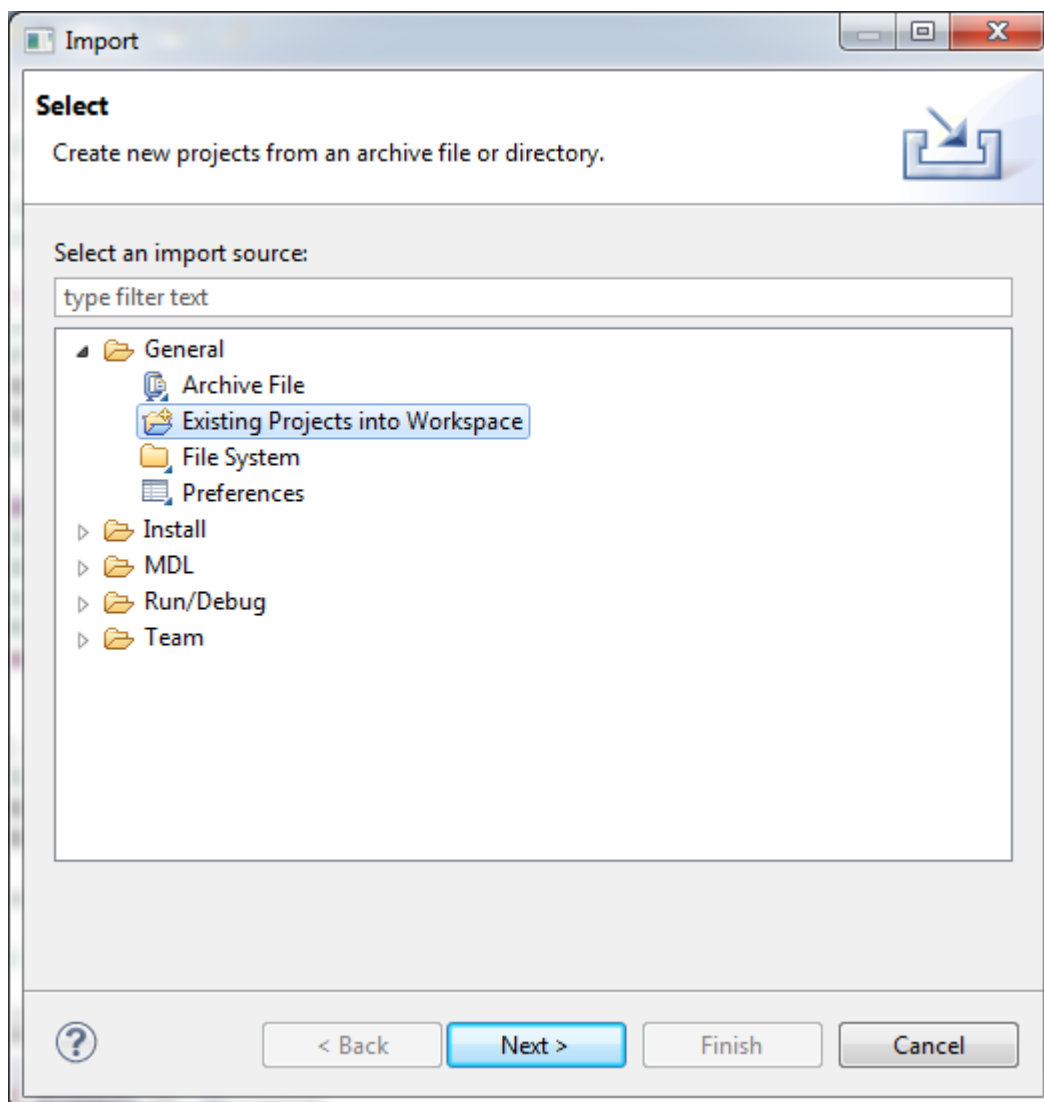 Import
Select
Create new projects from an archive file or directory.
Select an import source:
type filter text
General
Archive File
Existing Projects into Workspace
File System
Preferences
Install
MDL
Run/Debug
Team
? < Back Next > Finish Cancel